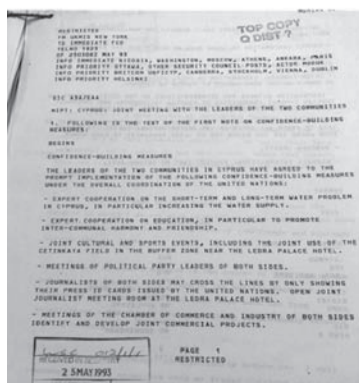 TOP COPY
Q DIST ?
RESTRICTED
FM UKMIS NEW YORK
TO IMMEDIATE FCO
TELNO 1929
OF 250308Z MAY 93
INFO IMMEDIATE NICOSIA, WASHINGTON, MOSCOW, ATHENS, ANKARA, PARIS
INFO PRIORITY OTTAWA, OTHER SECURITY COUNCIL POSTS, ACTOR
INFO PRIORITY BRITCON UNFICYP, CANBERRA, STOCKHOLM, VIENNA, DUBLIN
INFO PRIORITY HELSINKI
SIC
MIPT: CYPRUS: JOINT MEETING WITH THE LEADERS OF THE TWO COMMUNITIES
1. FOLLOWING IS THE TEXT OF THE FIRST NOTE ON CONFIDENCE-BUILDING
MEASURES:
BEGINS
CONFIDENCE-BUILDING MEASURES
THE LEADERS OF THE TWO COMMUNITIES IN CYPRUS HAVE AGREED TO THE
PROMPT IMPLEMENTATION OF THE FOLLOWING CONFIDENCE-BUILDING MEASURES
UNDER THE OVERALL COORDINATION OF THE UNITED NATIONS:
- EXPERT COOPERATION ON THE SHORT-TERM AND LONG-TERM WATER PROBLEM
IN CYPRUS, IN PARTICULAR IN INCREASING THE WATER SUPPLY.
- EXPERT COOPERATION ON EDUCATION, IN PARTICULAR TO PROMOTE
INTER-COMMUNAL HARMONY AND FRIENDSHIP.
- JOINT CULTURAL AND SPORTS EVENTS, INCLUDING THE JOINT USE OF THE
CETINKAYA FIELD IN THE BUFFER ZONE NEAR THE LEDRA PALACE HOTEL.
- MEETINGS OF POLITICAL PARTY LEADERS OF BOTH SIDES.
- JOURNALISTS OF BOTH SIDES MAY CROSS THE LINES BY ONLY SHOWING
THEIR PRESS ID CARDS ISSUED BY THE UNITED NATIONS. OPEN JOINT
JOURNALIST MEETING ROOM AT THE LEDRA PALACE HOTEL.
- MEETINGS OF THE CHAMBER OF COMMERCE AND INDUSTRY OF BOTH SIDES
IDENTIFY AND DEVELOP JOINT COMMERCIAL PROJECTS.
PAGE 1
RESTRICTED
25 MAY 1993